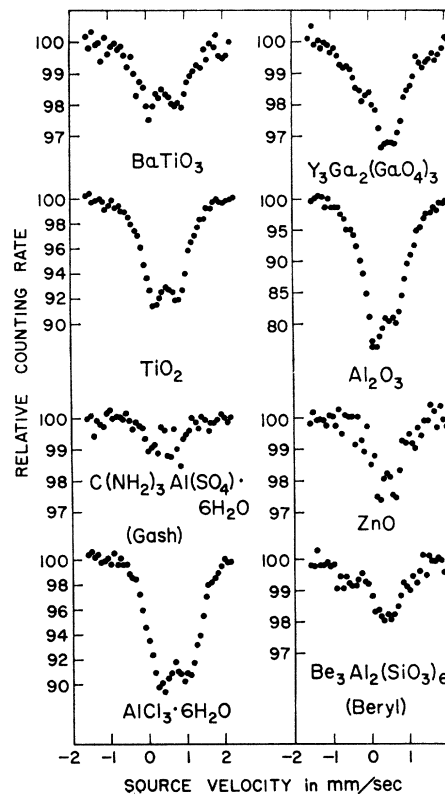 RELATIVE COUNTING RATE
100
99
98
97
BaTiO3
100
99
98
97
Y3Ga2(GaO4)3
100
98
96
94
92
90
TiO2
100
95
90
85
80
Al2O3
100
99
98
97
C(NH2)3Al(SO4)·
6H2O
(Gash)
100
99
98
97
ZnO
100
98
96
94
92
90
AlCl3·6H2O
100
99
98
97
Be3Al2(SiO3)6
(Beryl)
-2 -1 0 1 2 -2 -1 0 1 2
SOURCE VELOCITY in mm/sec